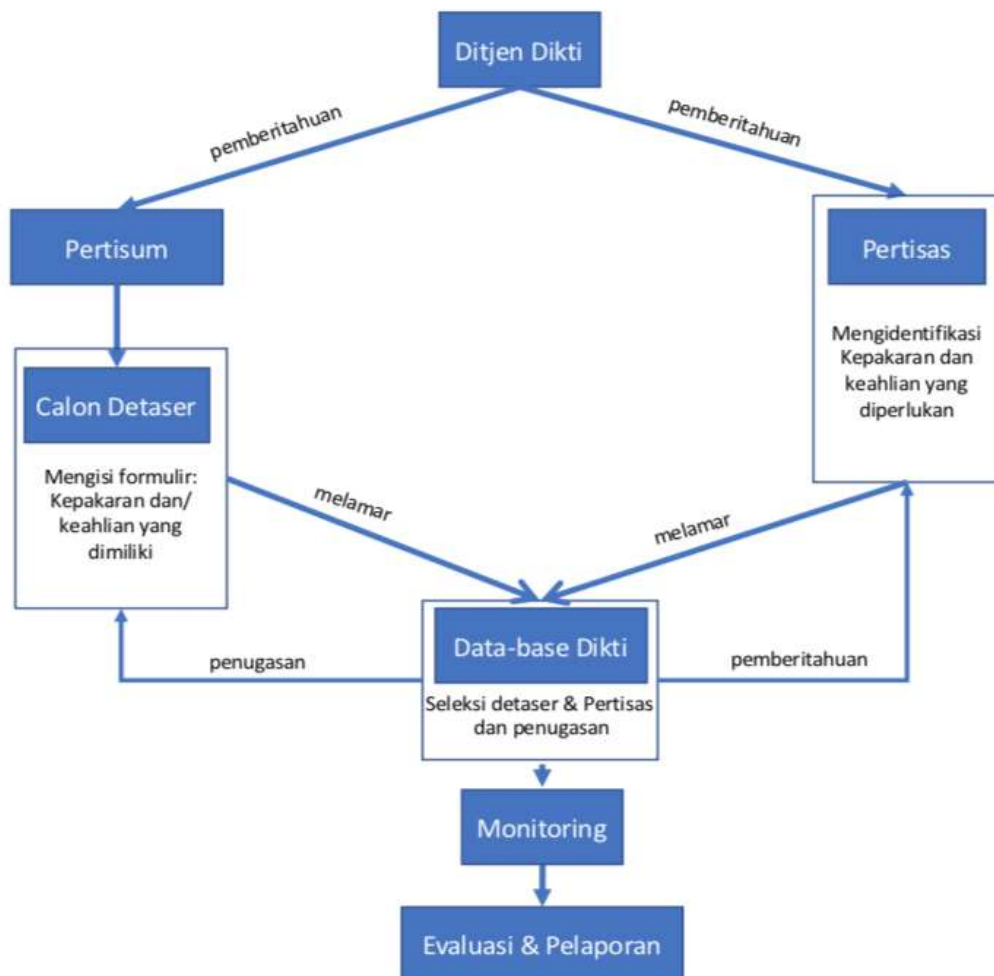 Ditjen Dikti
pemberitahuan
pemberitahuan
Pertisum
Pertisas
Mengidentifikasi
Kepakaran dan
keahlian yang
diperlukan
Calon Detaser
Mengisi formulir:
Kepakaran dan/
keahlian yang
dimiliki
melamar
melamar
penugasan
Data-base Dikti
pemberitahuan
Seleksi detaser & Pertisas
dan penugasan
Monitoring
Evaluasi & Pelaporan